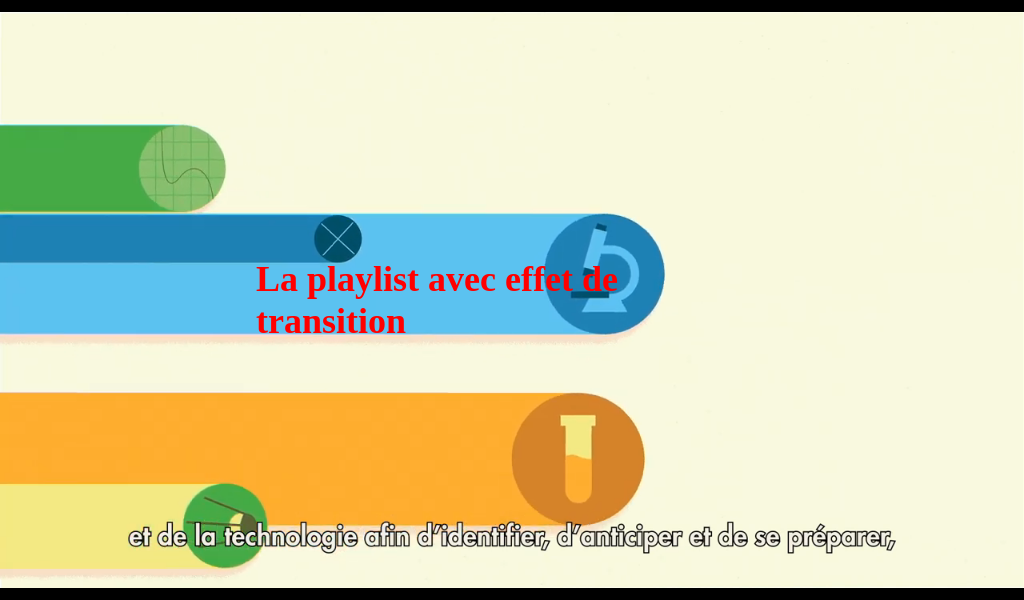 La playlist avec effet de
transition
et de la technologie afin d'identifier, d'anticiper et de se préparer,